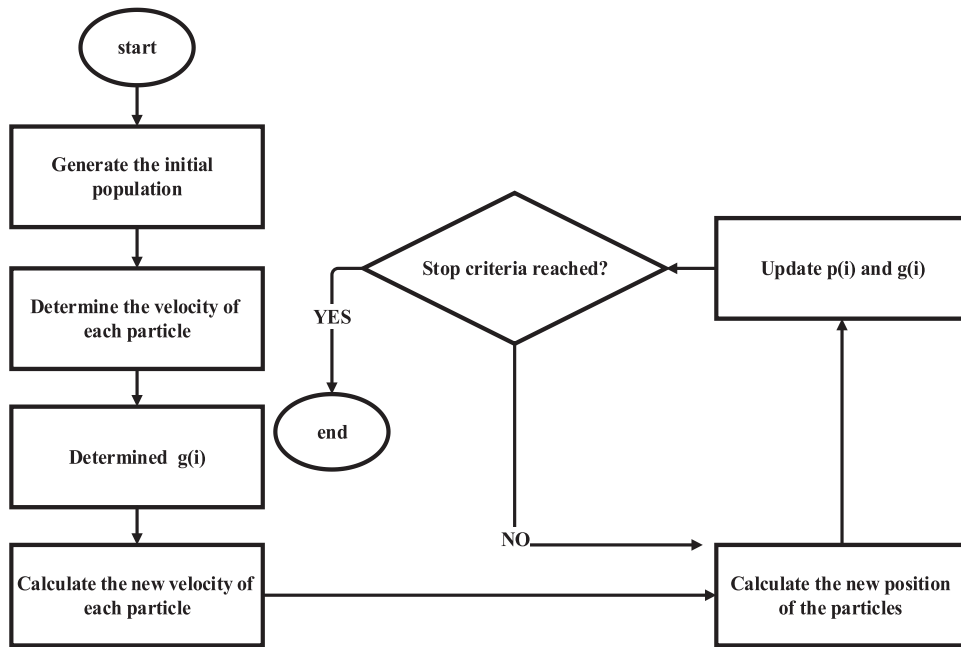 start
Generate the initial
population
Determine the velocity of
each particle
Determined g(i)
Calculate the new velocity of
each particle
Calculate the new position
of the particles
Update p(i) and g(i)
Stop criteria reached?
YES
end
NO